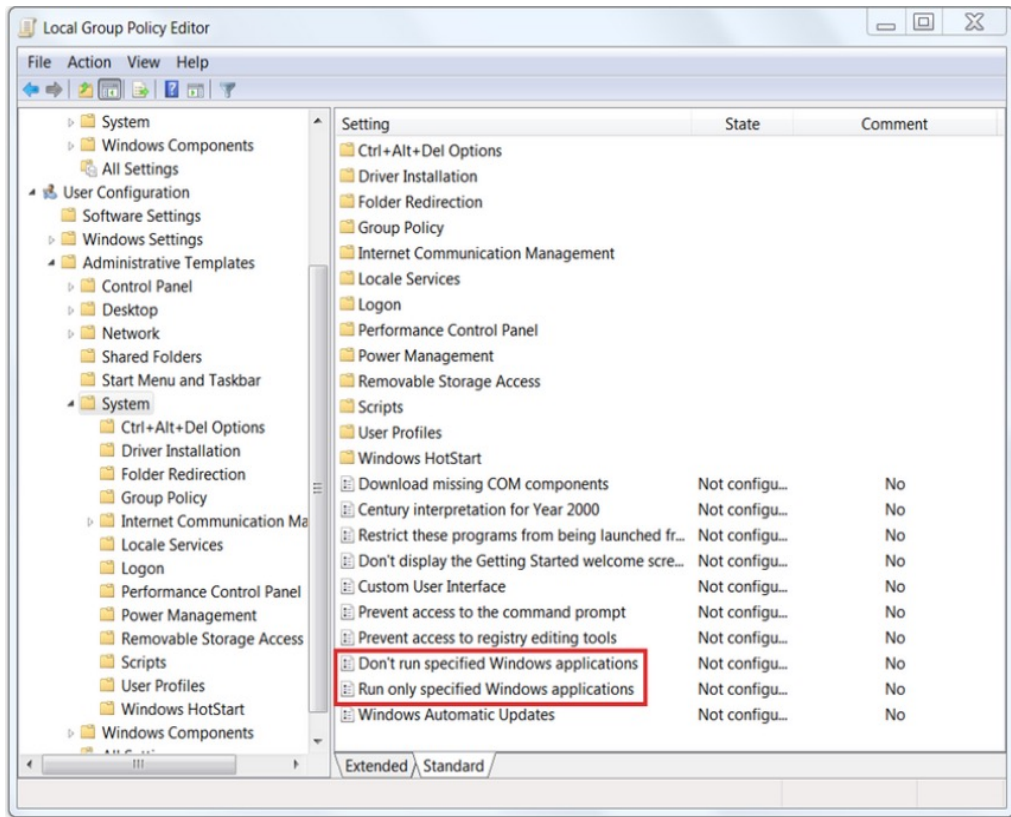 Local Group Policy Editor
File Action View Help
System
Windows Components
All Settings
User Configuration
Software Settings
Windows Settings
Administrative Templates
Control Panel
Desktop
Network
Shared Folders
Start Menu and Taskbar
System
Ctrl+Alt+Del Options
Driver Installation
Folder Redirection
Group Policy
Internet Communication Ma
Locale Services
Logon
Performance Control Panel
Power Management
Removable Storage Access
Scripts
User Profiles
Windows HotStart
Windows Components
Setting State Comment
Ctrl+Alt+Del Options
Driver Installation
Folder Redirection
Group Policy
Internet Communication Management
Locale Services
Logon
Performance Control Panel
Power Management
Removable Storage Access
Scripts
User Profiles
Windows HotStart
Download missing COM components Not configu... No
Century interpretation for Year 2000 Not configu... No
Restrict these programs from being launched fr... Not configu... No
Don't display the Getting Started welcome scre... Not configu... No
Custom User Interface Not configu... No
Prevent access to the command prompt Not configu... No
Prevent access to registry editing tools Not configu... No
Don't run specified Windows applications Not configu... No
Run only specified Windows applications Not configu... No
Windows Automatic Updates Not configu... No
Extended Standard